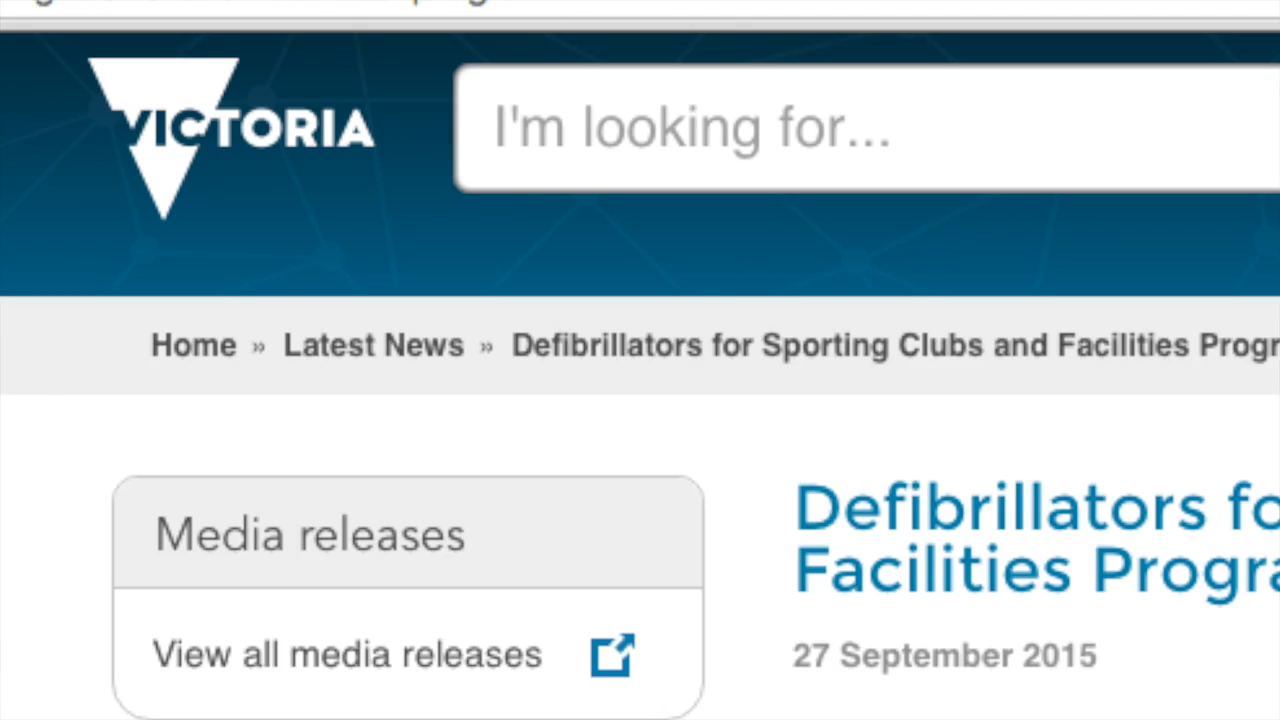 VICTORIA
I'm looking for...
Home » Latest News » Defibrillators for Sporting Clubs and Facilities Progr
Media releases
View all media releases
Defibrillators fo
Facilities Progra
27 September 2015